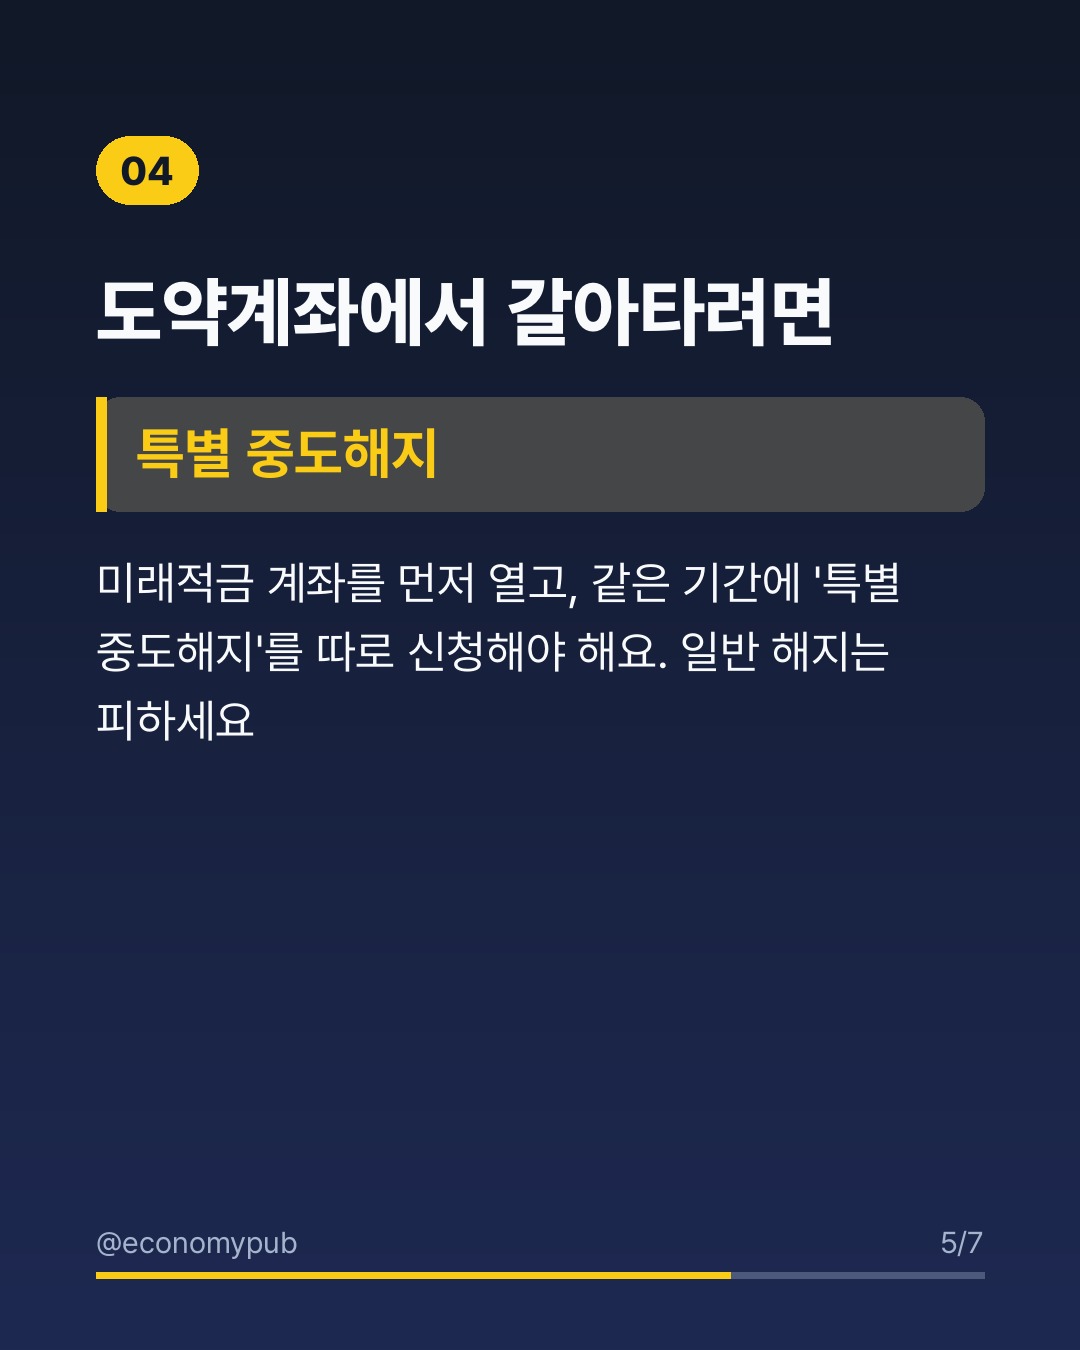 04
도약계좌에서 갈아타려면
특별 중도해지
미래적금 계좌를 먼저 열고, 같은 기간에 '특별
중도해지'를 따로 신청해야 해요. 일반 해지는
피하세요
@economypub
5/7